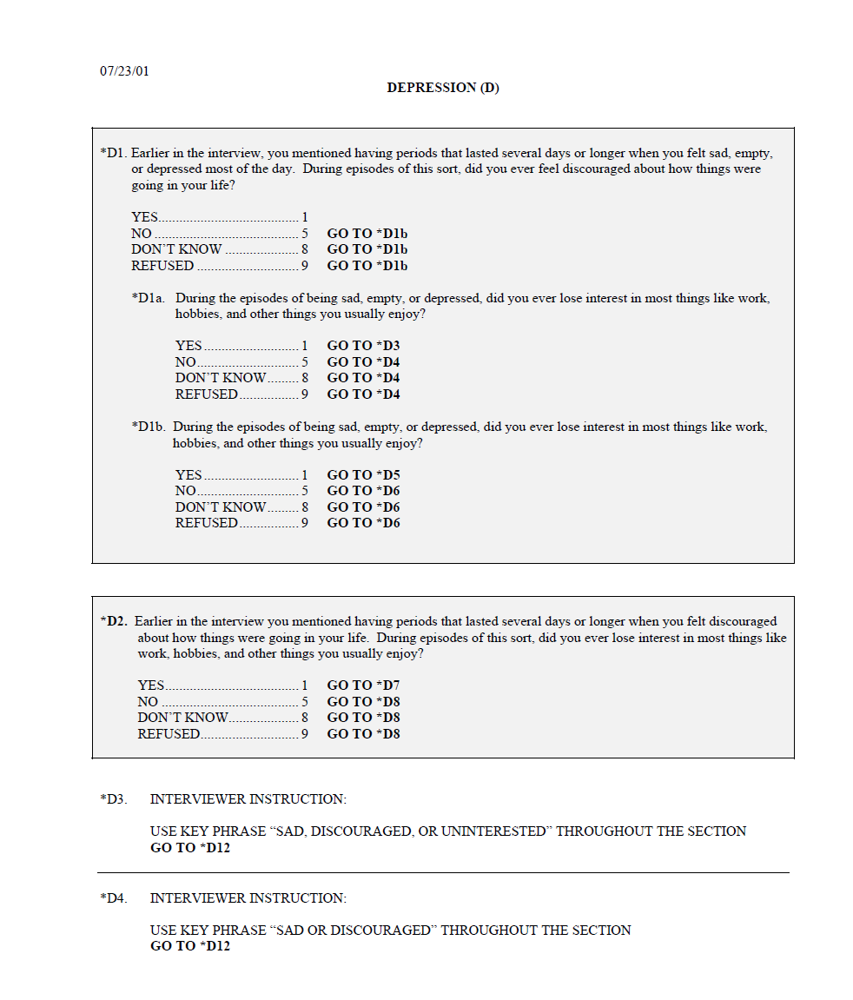 07/23/01
DEPRESSION (D)
*D1. Earlier in the interview, you mentioned having periods that lasted several days or longer when you felt sad, empty,
or depressed most of the day.  During episodes of this sort, did you ever feel discouraged about how things were
going in your life?
YES........................................ 1
NO ......................................... 5 GO TO *D1b
DON’T KNOW ..................... 8 GO TO *D1b
REFUSED ............................. 9 GO TO *D1b
*D1a. During the episodes of being sad, empty, or depressed, did you ever lose interest in most things like work,
hobbies, and other things you usually enjoy?
YES........................... 1 GO TO *D3
NO............................. 5 GO TO *D4
DON’T KNOW......... 8 GO TO *D4
REFUSED................. 9 GO TO *D4
*D1b. During the episodes of being sad, empty, or depressed, did you ever lose interest in most things like work,
hobbies, and other things you usually enjoy?
YES........................... 1 GO TO *D5
NO............................. 5 GO TO *D6
DON’T KNOW......... 8 GO TO *D6
REFUSED................. 9 GO TO *D6
*D2. Earlier in the interview you mentioned having periods that lasted several days or longer when you felt discouraged
about how things were going in your life.  During episodes of this sort, did you ever lose interest in most things like
work, hobbies, and other things you usually enjoy?
YES...................................... 1 GO TO *D7
NO ....................................... 5 GO TO *D8
DON’T KNOW.................... 8 GO TO *D8
REFUSED............................ 9 GO TO *D8
*D3. INTERVIEWER INSTRUCTION:
USE KEY PHRASE “SAD, DISCOURAGED, OR UNINTERESTED” THROUGHOUT THE SECTION
GO TO *D12
*D4. INTERVIEWER INSTRUCTION:
USE KEY PHRASE “SAD OR DISCOURAGED” THROUGHOUT THE SECTION
GO TO *D12